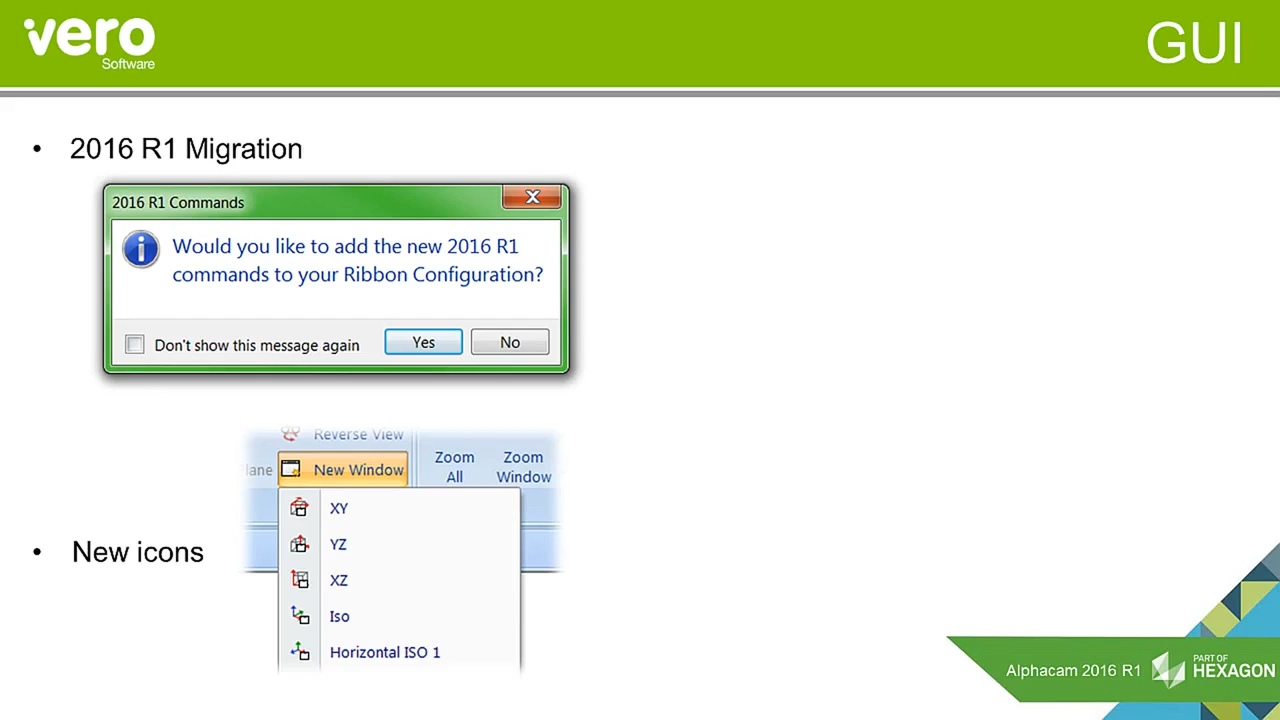 vero
Software
GUI
• 2016 R1 Migration
2016 R1 Commands
Would you like to add the new 2016 R1
commands to your Ribbon Configuration?
Don't show this message again
Yes
No
Reverse View
lane
New Window
Zoom
All
Zoom
Window
XY
YZ
XZ
Iso
Horizontal ISO 1
• New icons
Alphacam 2016 R1
PART OF
HEXAGON